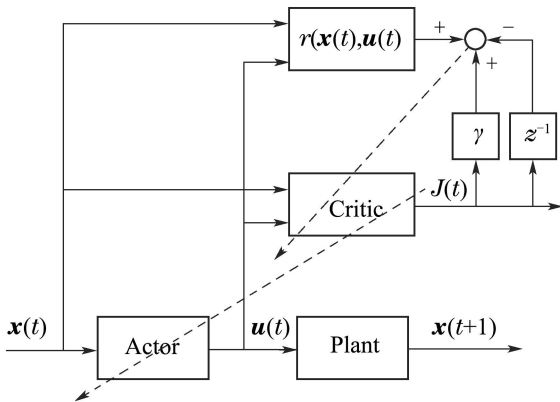 r(x(t),u(t)
+
−
+
γ
z⁻¹
Critic
J(t)
x(t)
Actor
u(t)
Plant
x(t+1)